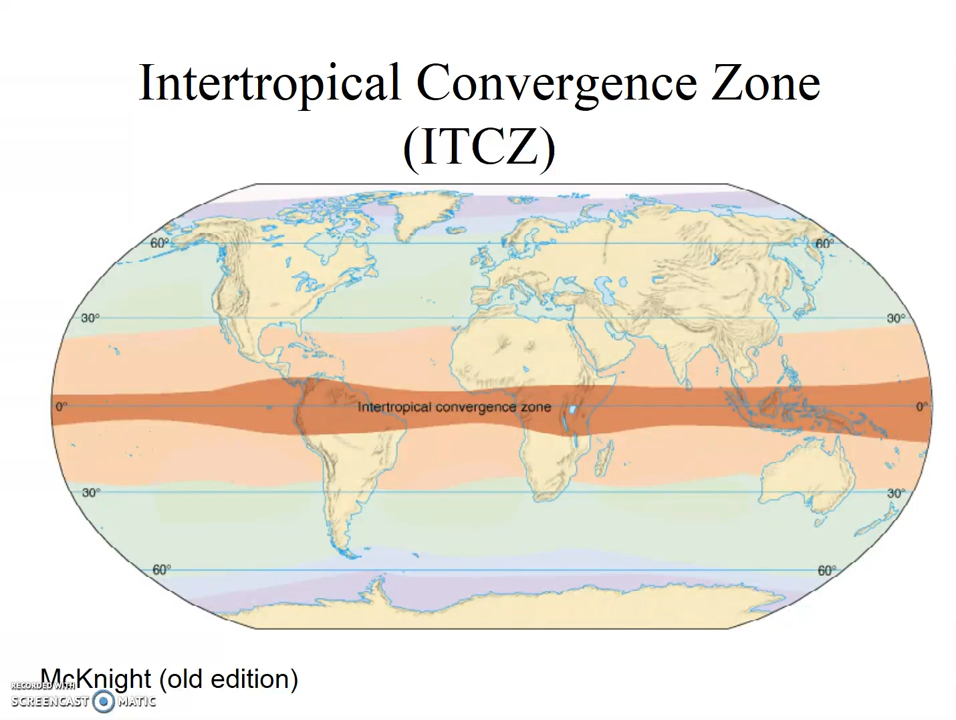 Intertropical Convergence Zone
(ITCZ)
60° 60°
30° 30°
0° Intertropical convergence zone 0°
30° 30°
60° 60°
McKnight (old edition)
RECORDED WITH
SCREENCAST MATIC